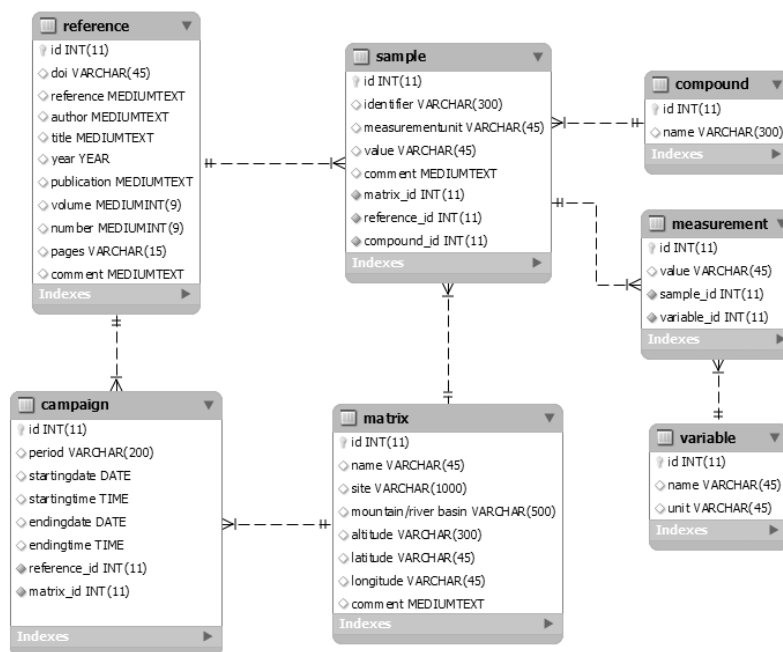 reference
id INT(11)
doi VARCHAR(45)
reference MEDIUMTEXT
author MEDIUMTEXT
title MEDIUMTEXT
year YEAR
publication MEDIUMTEXT
volume MEDIUMINT(9)
number MEDIUMINT(9)
pages VARCHAR(15)
comment MEDIUMTEXT
Indexes
sample
id INT(11)
identifier VARCHAR(300)
measurementunit VARCHAR(45)
value VARCHAR(45)
comment MEDIUMTEXT
matrix_id INT(11)
reference_id INT(11)
compound_id INT(11)
Indexes
compound
id INT(11)
name VARCHAR(300)
Indexes
measurement
id INT(11)
value VARCHAR(45)
sample_id INT(11)
variable_id INT(11)
Indexes
campaign
id INT(11)
period VARCHAR(200)
startingdate DATE
startingtime TIME
endingdate DATE
endingtime TIME
reference_id INT(11)
matrix_id INT(11)
Indexes
matrix
id INT(11)
name VARCHAR(45)
site VARCHAR(1000)
mountain/river basin VARCHAR(500)
altitude VARCHAR(300)
latitude VARCHAR(45)
longitude VARCHAR(45)
comment MEDIUMTEXT
Indexes
variable
id INT(11)
name VARCHAR(45)
unit VARCHAR(45)
Indexes